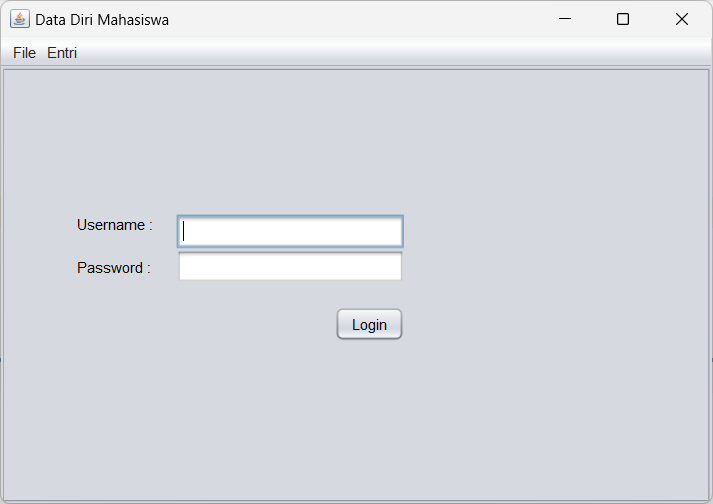 Data Diri Mahasiswa
File Entri
Username :
Password :
Login